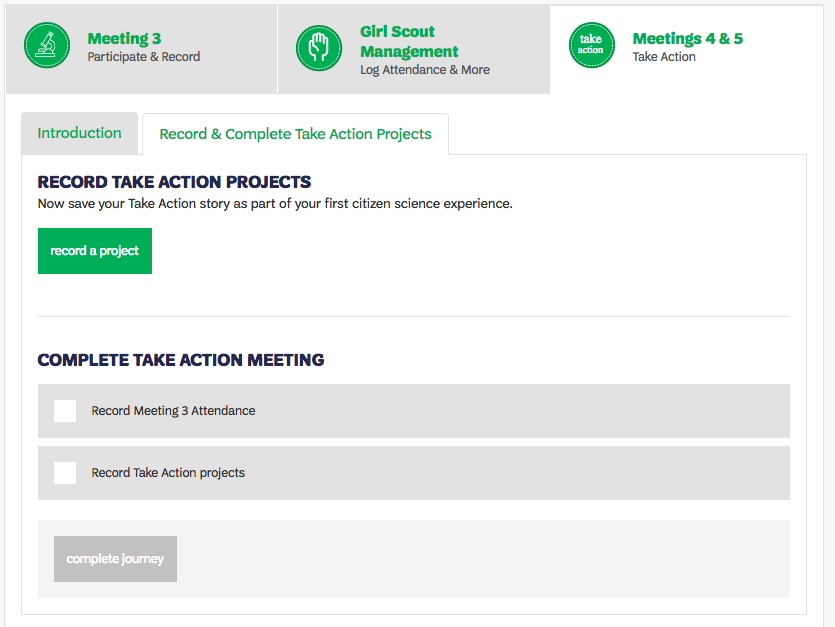 Meeting 3
Participate & Record
Girl Scout
Management
Log Attendance & More
take
action
Meetings 4 & 5
Take Action
Introduction
Record & Complete Take Action Projects
RECORD TAKE ACTION PROJECTS
Now save your Take Action story as part of your first citizen science experience.
record a project
COMPLETE TAKE ACTION MEETING
Record Meeting 3 Attendance
Record Take Action projects
complete journey